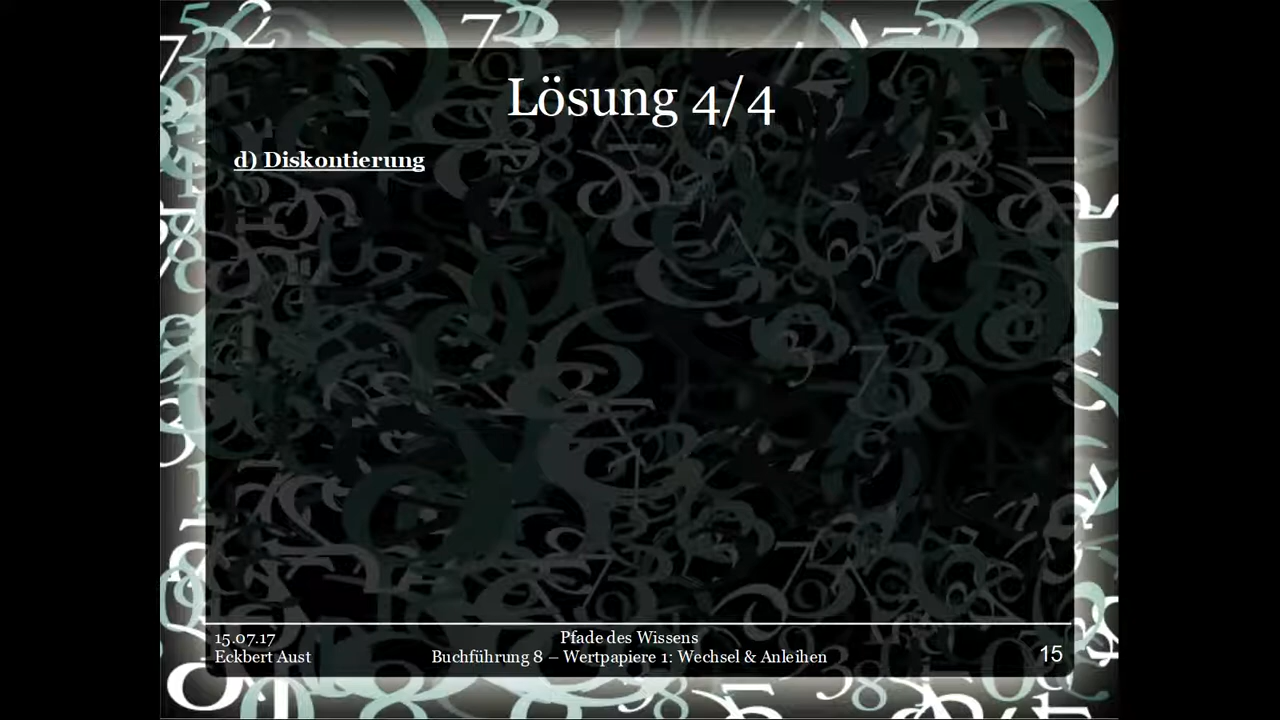 Lösung 4/4
d) Diskontierung
15.07.17
Eckbert Aust
Pfade des Wissens
Buchführung 8 – Wertpapiere 1: Wechsel & Anleihen
15